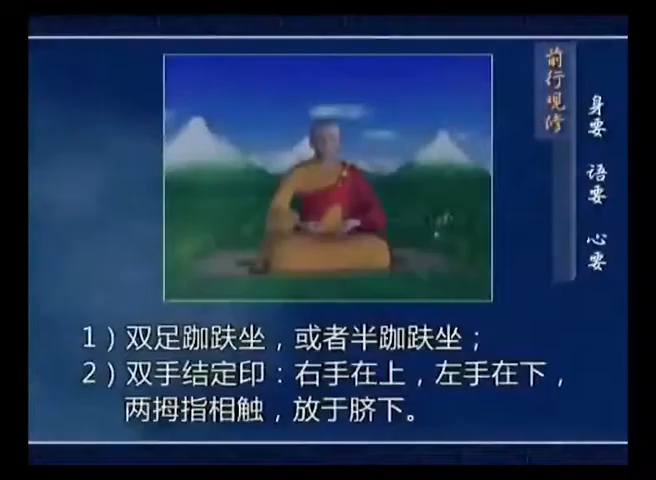 前行观修
身要 语要 心要
1）双足跏趺坐，或者半跏趺坐；
2）双手结定印：右手在上，左手在下，
两拇指相触，放于脐下。